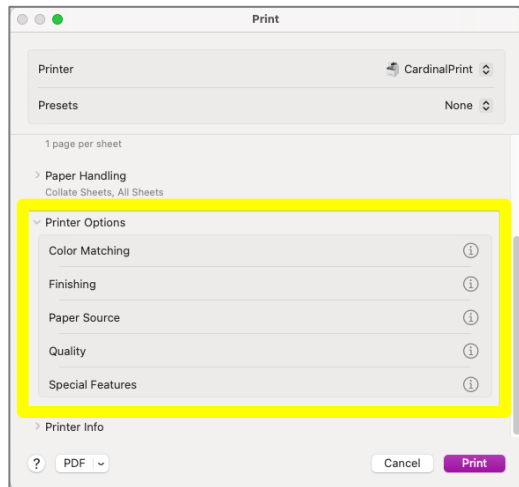 Print
Printer CardinalPrint
Presets None
1 page per sheet
Paper Handling
Collate Sheets, All Sheets
Printer Options
Color Matching
Finishing
Paper Source
Quality
Special Features
Printer Info
? PDF Cancel Print